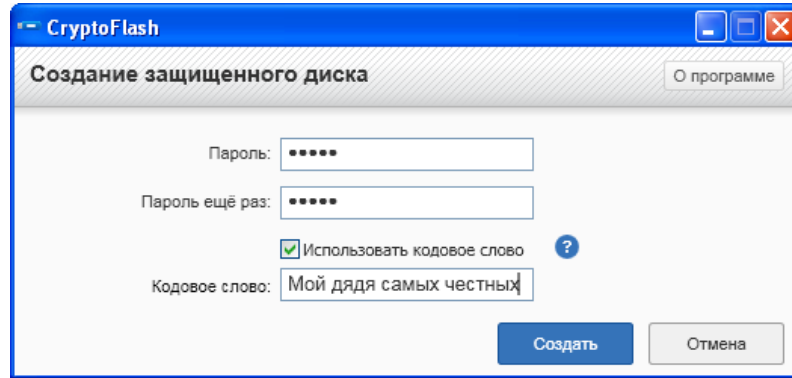 CryptoFlash
Создание защищенного диска
О программе
Пароль: •••••
Пароль ещё раз: •••••
Использовать кодовое слово ?
Кодовое слово: Мой дядя самых честных
Создать Отмена